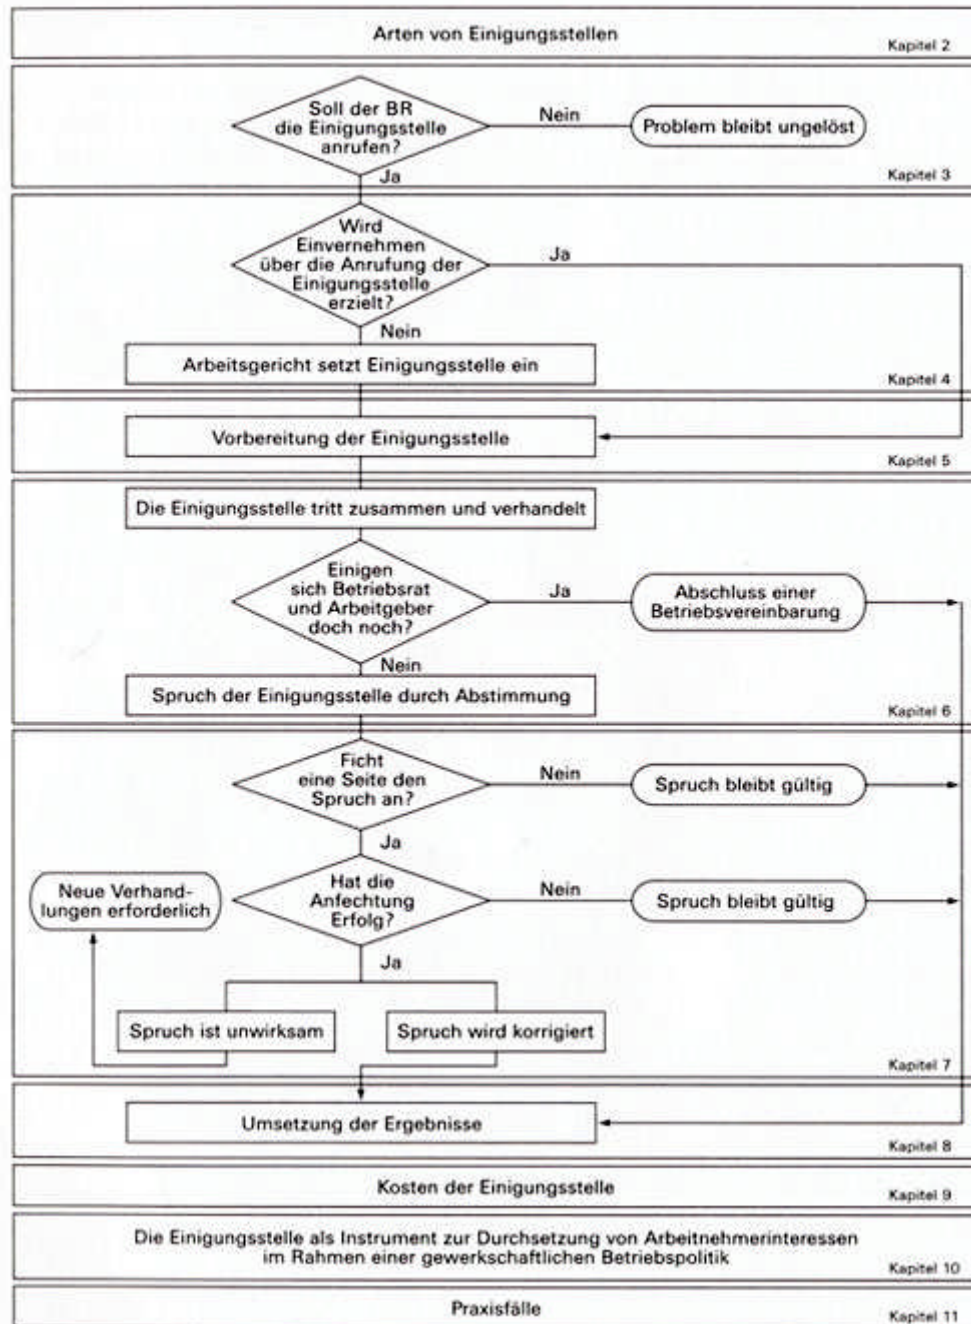 Arten von Einigungsstellen
Kapitel 2
Soll der BR
die Einigungsstelle
anrufen?
Nein
Problem bleibt ungelöst
Ja
Kapitel 3
Wird
Einvernehmen
über die Anrufung der
Einigungsstelle
erzielt?
Ja
Nein
Arbeitsgericht setzt Einigungsstelle ein
Kapitel 4
Vorbereitung der Einigungsstelle
Kapitel 5
Die Einigungsstelle tritt zusammen und verhandelt
Einigen
sich Betriebsrat
und Arbeitgeber
doch noch?
Ja
Abschluss einer
Betriebsvereinbarung
Nein
Spruch der Einigungsstelle durch Abstimmung
Kapitel 6
Ficht
eine Seite den
Spruch an?
Nein
Spruch bleibt gültig
Ja
Neue Verhand-
lungen erforderlich
Hat die
Anfechtung
Erfolg?
Nein
Spruch bleibt gültig
Ja
Spruch ist unwirksam
Spruch wird korrigiert
Kapitel 7
Umsetzung der Ergebnisse
Kapitel 8
Kosten der Einigungsstelle
Kapitel 9
Die Einigungsstelle als Instrument zur Durchsetzung von Arbeitnehmerinteressen
im Rahmen einer gewerkschaftlichen Betriebspolitik
Kapitel 10
Praxisfälle
Kapitel 11